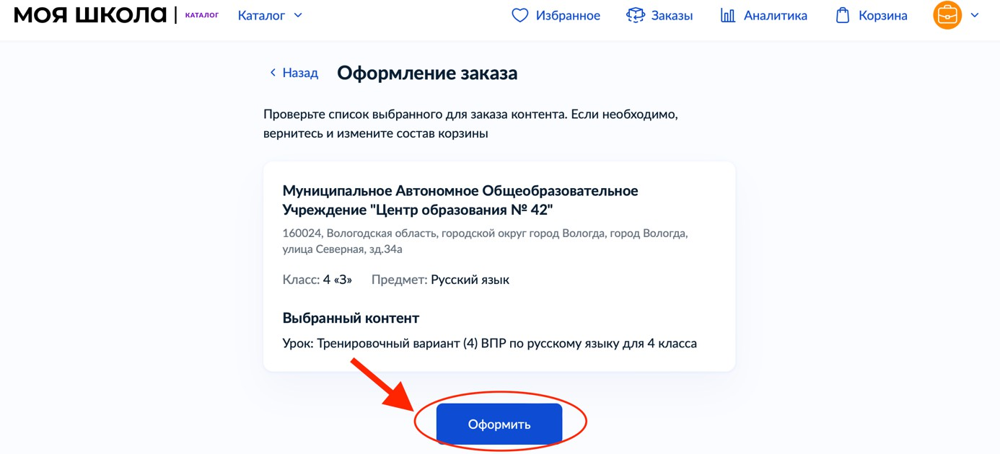 МОЯ ШКОЛА | КАТАЛОГ Каталог Избранное Заказы Аналитика Корзина
Назад Оформление заказа
Проверьте список выбранного для заказа контента. Если необходимо,
вернитесь и измените состав корзины
Муниципальное Автономное Общеобразовательное
Учреждение "Центр образования № 42"
160024, Вологодская область, городской округ город Вологда, город Вологда,
улица Северная, зд.34а
Класс: 4 «З» Предмет: Русский язык
Выбранный контент
Урок: Тренировочный вариант (4) ВПР по русскому языку для 4 класса
Оформить